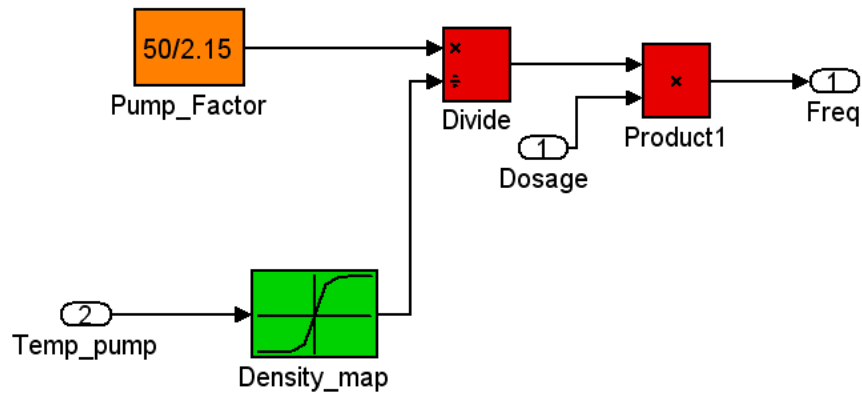 50/2.15
Pump_Factor
×
÷
Divide
×
Product1
1
Freq
1
Dosage
2
Temp_pump
Density_map